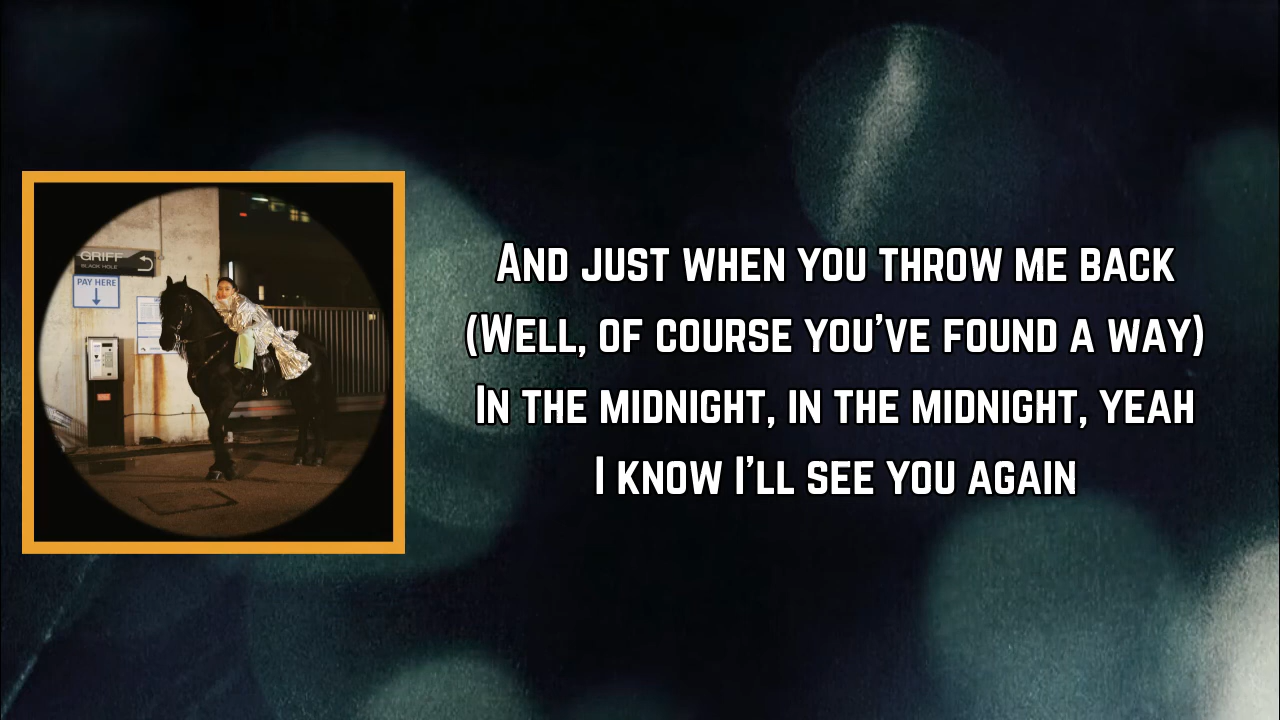 GRIFF
BLACK HOLE
PAY HERE
And just when you throw me back
(Well, of course you've found a way)
In the midnight, in the midnight, yeah
I know I'll see you again